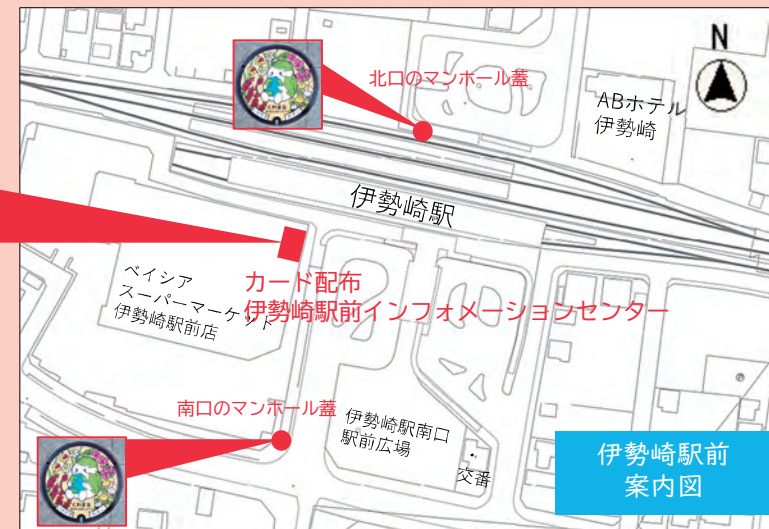 N
北口のマンホール蓋
ABホテル
伊勢崎
伊勢崎駅
カード配布
伊勢崎駅前インフォメーションセンター
ベイシア
スーパーマーケット
伊勢崎駅前店
南口のマンホール蓋
伊勢崎駅南口
駅前広場
交番
伊勢崎駅前
案内図